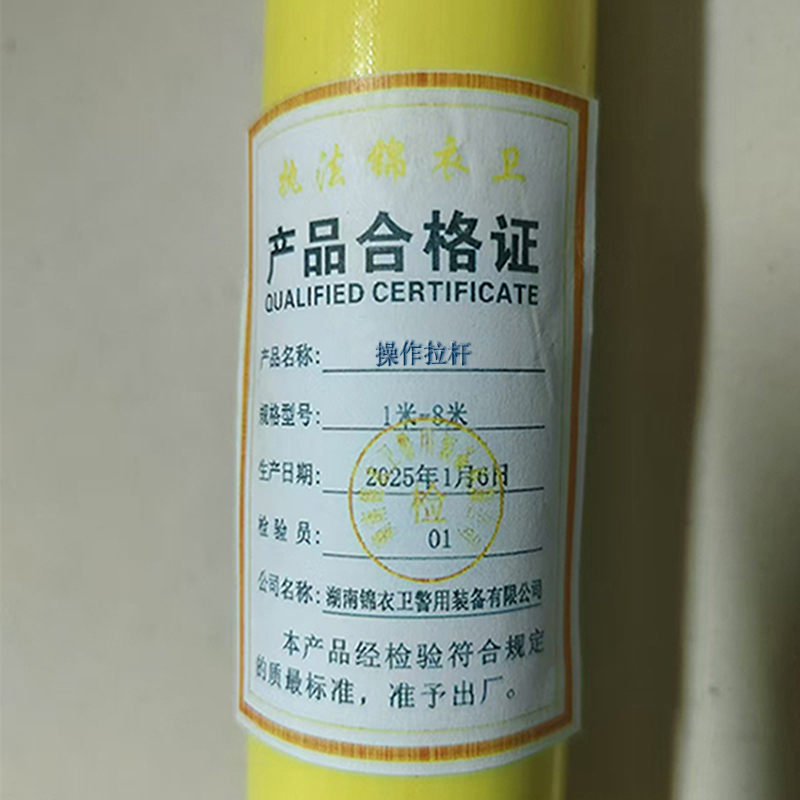 执法锦衣卫
产品合格证
QUALIFIED CERTIFICATE
产品名称: 操作拉杆
规格型号: 1米-8米
生产日期: 2025年1月6日
检验员: 01
公司名称: 湖南锦衣卫警用装备有限公司
本产品经检验符合规定
的质最标准，准予出厂。
检